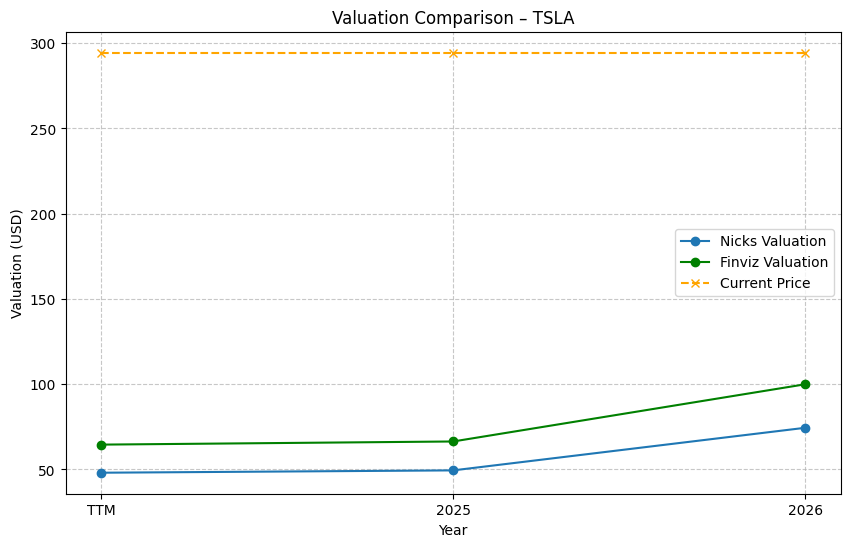 Valuation Comparison – TSLA
300
250
200
150
100
50
Valuation (USD)
Nicks Valuation
Finviz Valuation
Current Price
TTM
2025
2026
Year